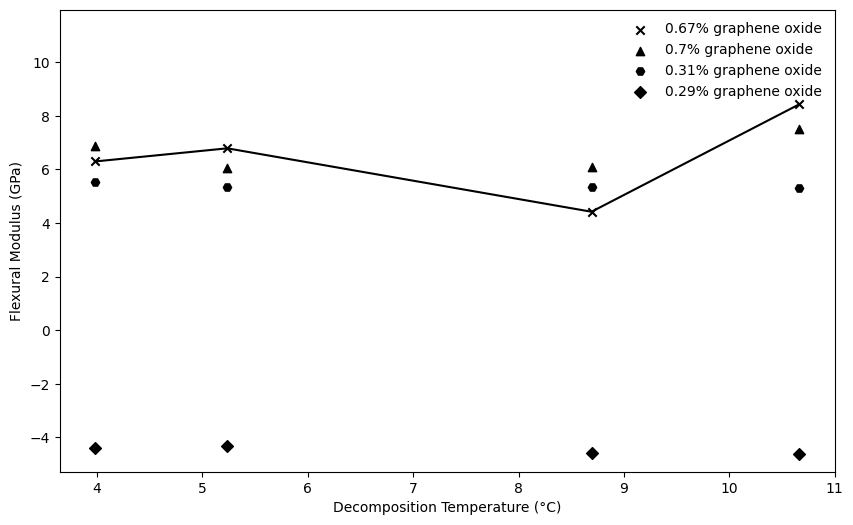 0.67% graphene oxide
0.7% graphene oxide
0.31% graphene oxide
0.29% graphene oxide
10
8
6
4
2
0
−2
−4
Flexural Modulus (GPa)
4 5 6 7 8 9 10 11
Decomposition Temperature (°C)